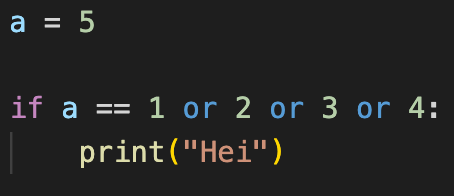 a = 5
if a == 1 or 2 or 3 or 4:
    print("Hei")